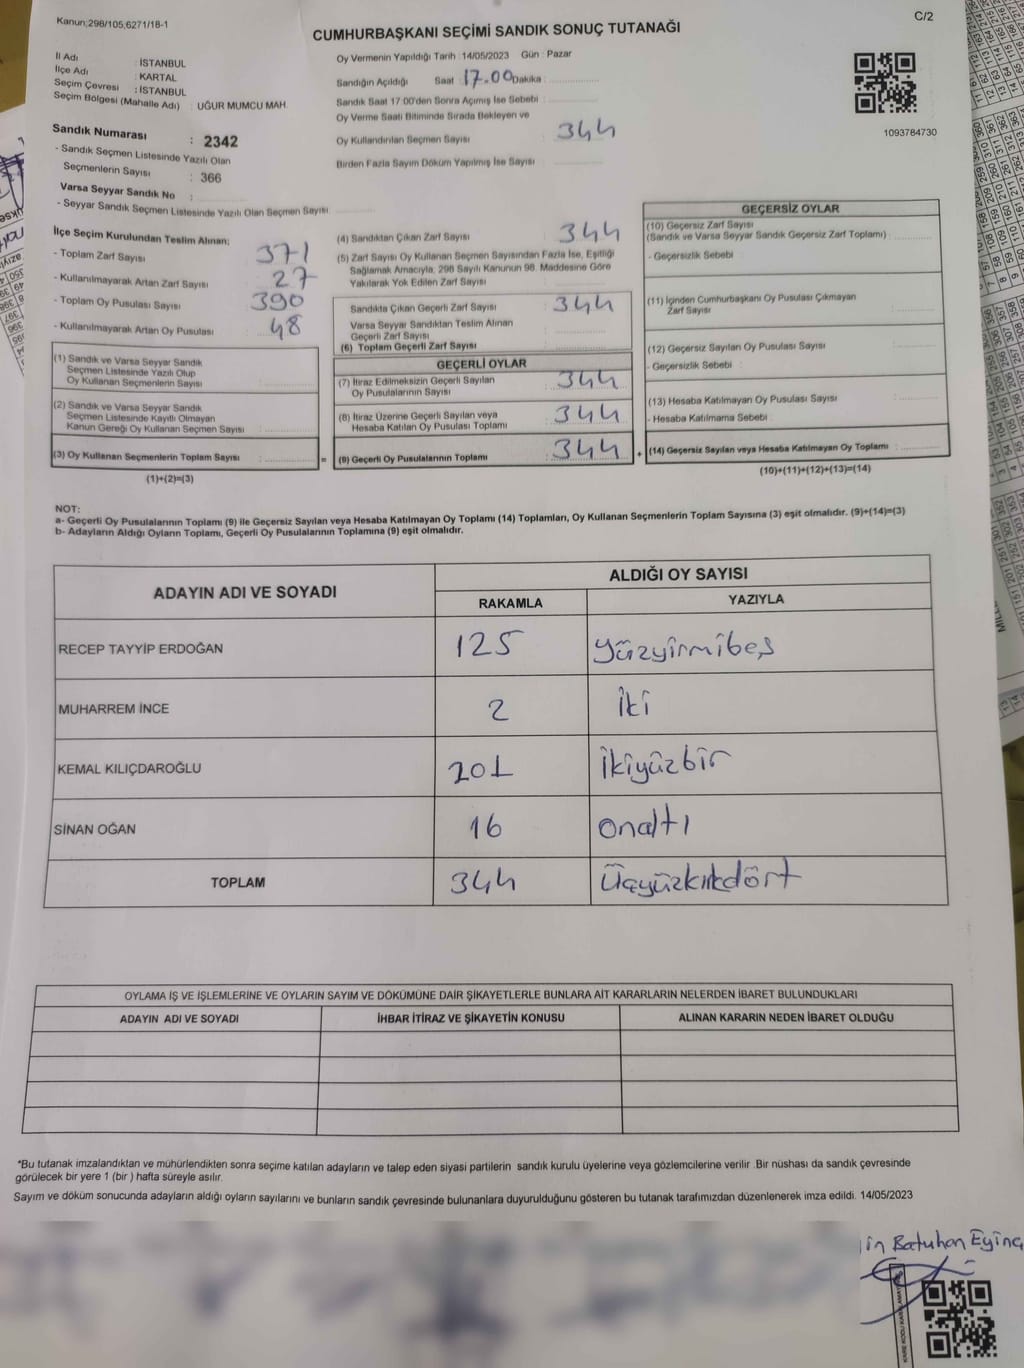 Kanun;298/105,6271/18-1
C/2
CUMHURBAŞKANI SEÇİMİ SANDIK SONUÇ TUTANAĞI
İl Adı : İSTANBUL
İlçe Adı : KARTAL
Seçim Çevresi : İSTANBUL
Seçim Bölgesi (Mahalle Adı) : UĞUR MUMCU MAH.
Sandık Numarası : 2342
- Sandık Seçmen Listesinde Yazılı Olan
Seçmenlerin Sayısı : 366
Varsa Seyyar Sandık No :
- Seyyar Sandık Seçmen Listesinde Yazılı Olan Seçmen Sayısı
Oy Vermenin Yapıldığı Tarih : 14/05/2023 Gün : Pazar
Sandığın Açıldığı Saat : 17.00 Dakika :
Sandık Saat 17:00'den Sonra Açımış İse Sebebi :
Oy Verme Saati Bitiminde Sırada Bekleyen ve
Oy Kullandırılan Seçmen Sayısı : 344
Birden Fazla Sayım Döküm Yapılmış İse Sayısı
1093784730
İlçe Seçim Kurulundan Teslim Alınan;
- Toplam Zarf Sayısı : 371
- Kullanılmayarak Artan Zarf Sayısı : 27
- Toplam Oy Pusulası Sayısı : 390
- Kullanılmayarak Artan Oy Pusulası : 48
(1) Sandık ve Varsa Seyyar Sandık
Seçmen Listesinde Yazılı Olup
Oy Kullanan Seçmenlerin Sayısı :
(2) Sandık ve Varsa Seyyar Sandık
Seçmen Listesinde Kayıtlı Olmayan
Kanun Gereği Oy Kullanan Seçmen Sayısı :
(3) Oy Kullanan Seçmenlerin Toplam Sayısı :
(1)+(2)=(3)
=
(4) Sandıktan Çıkan Zarf Sayısı : 344
(5) Zarf Sayısı Oy Kullanan Seçmen Sayısından Fazla İse, Eşitliği
Sağlamak Amacıyla, 298 Sayılı Kanunun 98. Maddesine Göre
Yakılarak Yok Edilen Zarf Sayısı :
Sandıkta Çıkan Geçerli Zarf Sayısı : 344
Varsa Seyyar Sandıktan Teslim Alınan
Geçerli Zarf Sayısı :
(6) Toplam Geçerli Zarf Sayısı :
GEÇERLİ OYLAR
(7) İtiraz Edilmeksizin Geçerli Sayılan
Oy Pusulalarının Sayısı : 344
(8) İtiraz Üzerine Geçerli Sayılan veya
Hesaba Katılan Oy Pusulası Toplamı : 344
(9) Geçerli Oy Pusulalarının Toplamı : 344
+
GEÇERSİZ OYLAR
(10) Geçersiz Zarf Sayısı
(Sandık ve Varsa Seyyar Sandık Geçersiz Zarf Toplamı) :
- Geçersizlik Sebebi :
(11) İçinden Cumhurbaşkanı Oy Pusulası Çıkmayan
Zarf Sayısı :
(12) Geçersiz Sayılan Oy Pusulası Sayısı :
- Geçersizlik Sebebi :
(13) Hesaba Katılmayan Oy Pusulası Sayısı :
- Hesaba Katılmama Sebebi :
(14) Geçersiz Sayılan veya Hesaba Katılmayan Oy Toplamı :
(10)+(11)+(12)+(13)=(14)
NOT:
a- Geçerli Oy Pusulalarının Toplamı (9) ile Geçersiz Sayılan veya Hesaba Katılmayan Oy Toplamı (14) Toplamları, Oy Kullanan Seçmenlerin Toplam Sayısına (3) eşit olmalıdır. (9)+(14)=(3)
b- Adayların Aldığı Oyların Toplamı, Geçerli Oy Pusulalarının Toplamına (9) eşit olmalıdır.
ADAYIN ADI VE SOYADI
ALDIĞI OY SAYISI
RAKAMLA YAZIYLA
RECEP TAYYİP ERDOĞAN 125 yüzyirmibeş
MUHARREM İNCE 2 iki
KEMAL KILIÇDAROĞLU 201 ikiyüzbir
SİNAN OĞAN 16 onaltı
TOPLAM 344 Üçyüzkırkdört
OYLAMA İŞ VE İŞLEMLERİNE VE OYLARIN SAYIM VE DÖKÜMÜNE DAİR ŞİKAYETLERLE BUNLARA AİT KARARLARIN NELERDEN İBARET BULUNDUKLARI
ADAYIN ADI VE SOYADI İHBAR İTİRAZ VE ŞİKAYETİN KONUSU ALINAN KARARIN NEDEN İBARET OLDUĞU
*Bu tutanak imzalandıktan ve mühürlendikten sonra seçime katılan adayların ve talep eden siyasi partilerin sandık kurulu üyelerine veya gözlemcilerine verilir .Bir nüshası da sandık çevresinde
görülecek bir yere 1 (bir ) hafta süreyle asılır.
Sayım ve döküm sonucunda adayların aldığı oyların sayılarını ve bunların sandık çevresinde bulunanlara duyurulduğunu gösteren bu tutanak tarafımızdan düzenlenerek imza edildi. 14/05/2023
in Batuhan